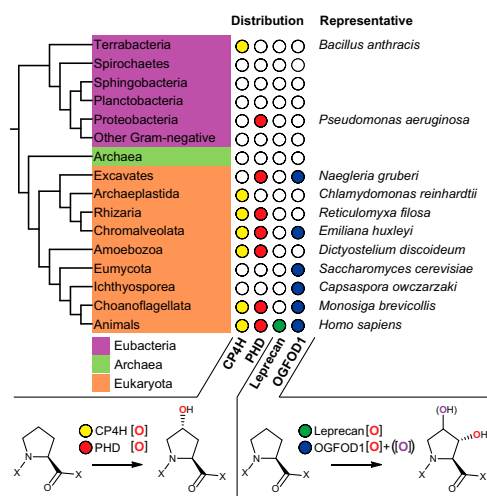 Distribution Representative
Terrabacteria Bacillus anthracis
Spirochaetes
Sphingobacteria
Planctobacteria
Proteobacteria Pseudomonas aeruginosa
Other Gram-negative
Archaea
Excavates Naegleria gruberi
Archaeplastida Chlamydomonas reinhardtii
Rhizaria Reticulomyxa filosa
Chromalveolata Emiliana huxleyi
Amoebozoa Dictyostelium discoideum
Eumycota Saccharomyces cerevisiae
Ichthyosporea Capsaspora owczarzaki
Choanoflagellata Monosiga brevicollis
Animals Homo sapiens
CP4H PHD Leprecan OGFOD1
Eubacteria
Archaea
Eukaryota
CP4H [O]
PHD [O]
N X O X
OH
N X O X
Leprecan [O]
OGFOD1 [O]+([O])
N X O X
(OH)
OH
N X O X